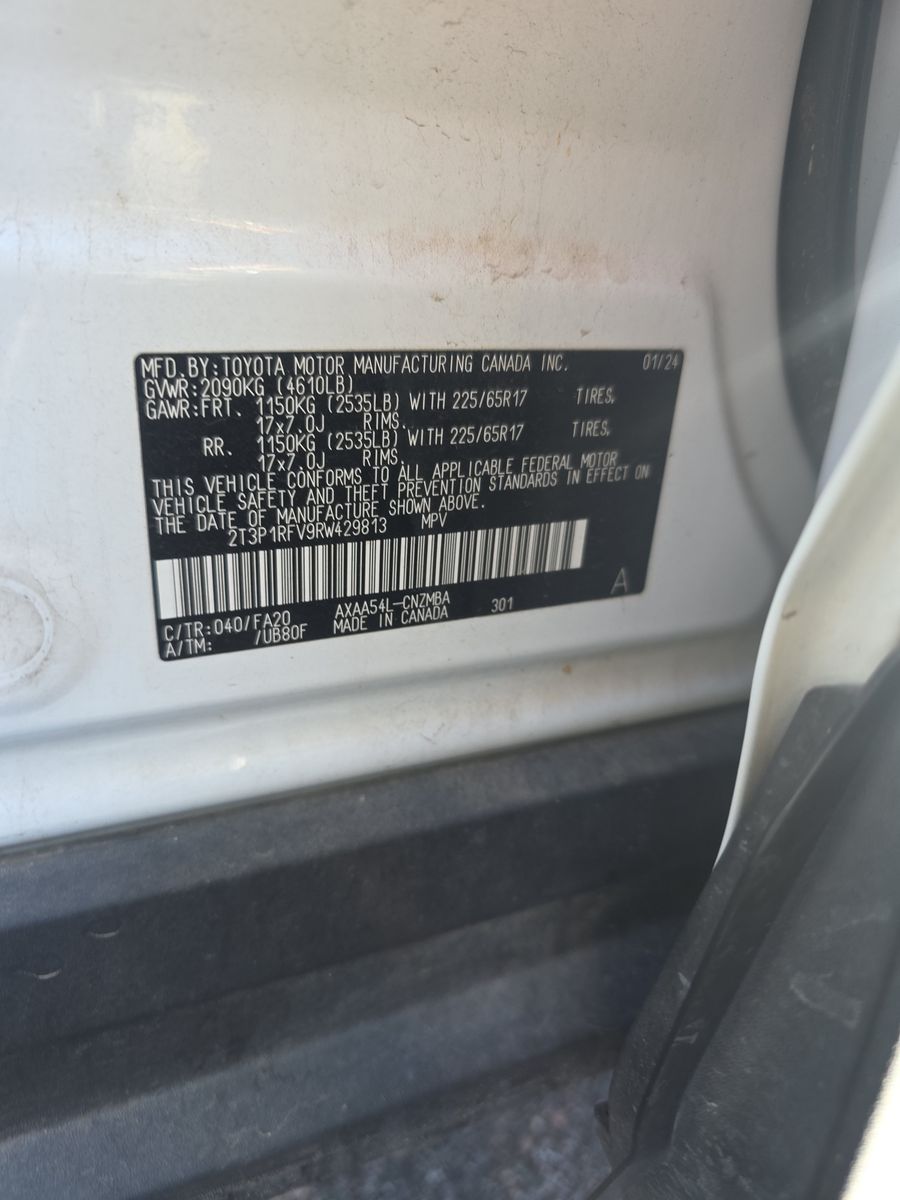 MFD.BY:TOYOTA MOTOR MANUFACTURING CANADA INC. 01/24
GVWR:2090KG (4610LB)
GAWR:FRT. 1150KG (2535LB) WITH 225/65R17 TIRES,
17x7.0J RIMS.
RR. 1150KG (2535LB) WITH 225/65R17 TIRES,
17x7.0J RIMS.
THIS VEHICLE CONFORMS TO ALL APPLICABLE FEDERAL MOTOR
VEHICLE SAFETY AND THEFT PREVENTION STANDARDS IN EFFECT ON
THE DATE OF MANUFACTURE SHOWN ABOVE.
2T3P1RFV9RW429813 MPV
A
C/TR:040/FA20 AXAA54L-CNZMBA 301
A/TM: /UB80F MADE IN CANADA